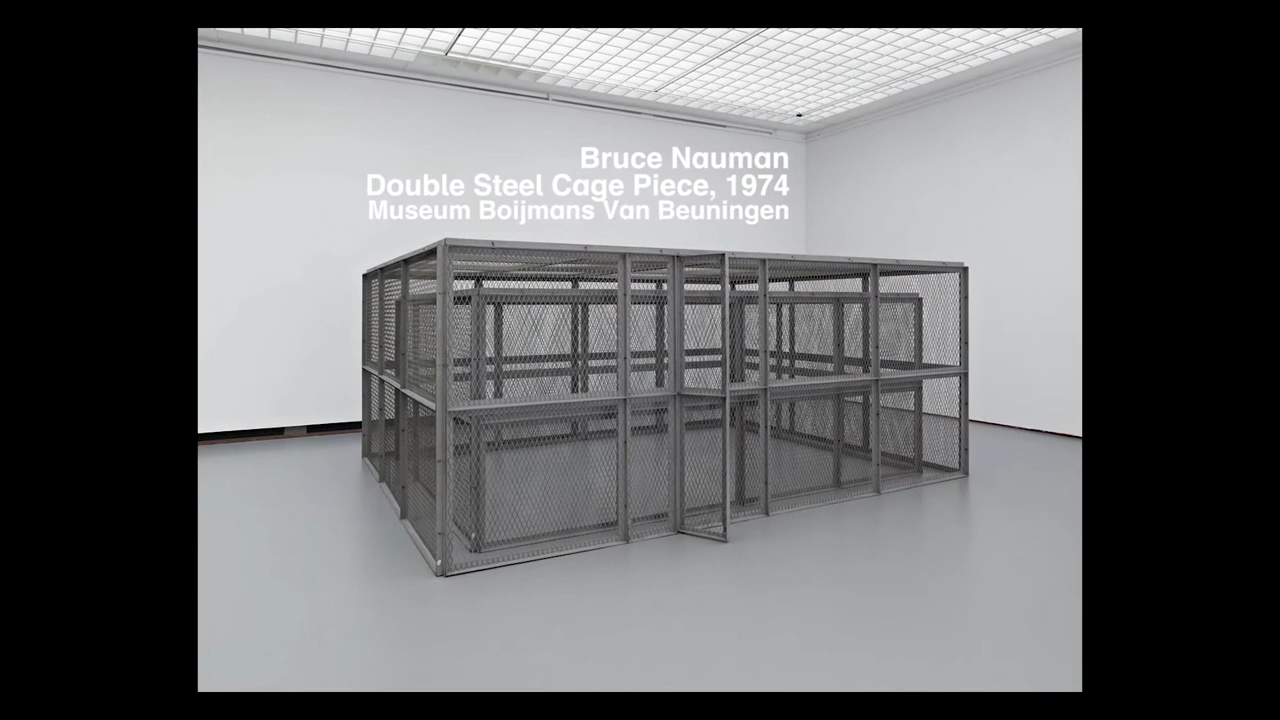 Bruce Nauman
Double Steel Cage Piece, 1974
Museum Boijmans Van Beuningen